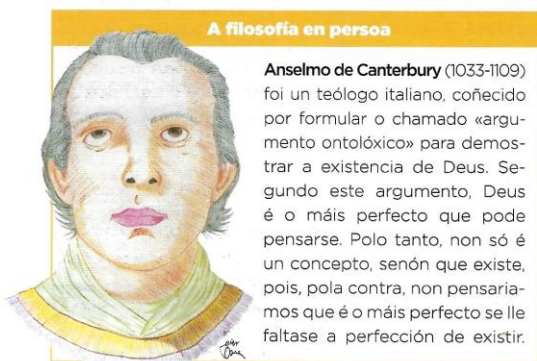 A filosofía en persoa
Anselmo de Canterbury (1033-1109)
foi un teólogo italiano, coñecido
por formular o chamado «argu-
mento ontolóxico» para demos-
trar a existencia de Deus. Se-
gundo este argumento, Deus
é o máis perfecto que pode
pensarse. Polo tanto, non só é
un concepto, senón que existe,
pois, pola contra, non pensaria-
mos que é o máis perfecto se lle
faltase a perfección de existir.